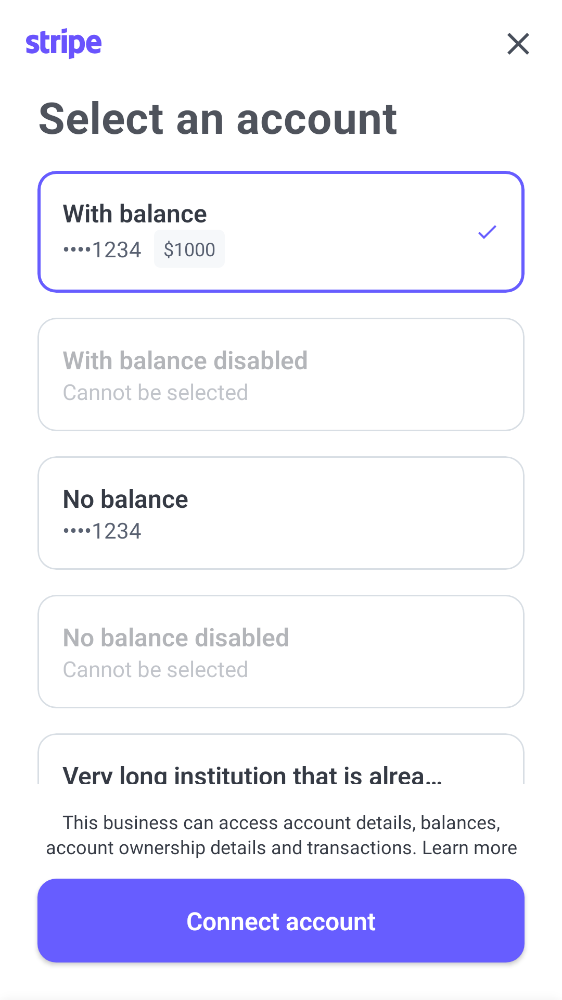 stripe
Select an account
With balance
••••1234 $1000
With balance disabled
Cannot be selected
No balance
••••1234
No balance disabled
Cannot be selected
Very long institution that is alrea…
This business can access account details, balances,
account ownership details and transactions. Learn more
Connect account